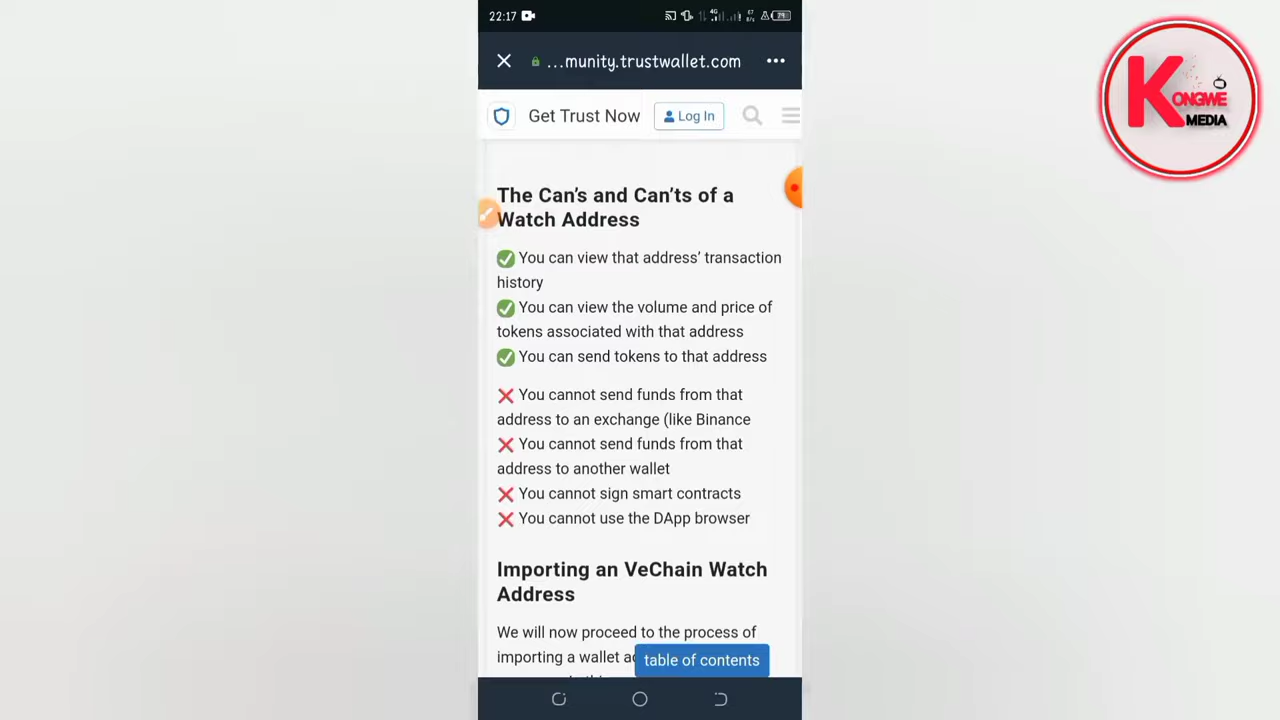 22:17
4G
67
B/s
79
...munity.trustwallet.com
Get Trust Now
Log In
KONGWE
MEDIA
The Can's and Can'ts of a
Watch Address
You can view that address' transaction
history
You can view the volume and price of
tokens associated with that address
You can send tokens to that address
You cannot send funds from that
address to an exchange (like Binance
You cannot send funds from that
address to another wallet
You cannot sign smart contracts
You cannot use the DApp browser
Importing an VeChain Watch
Address
We will now proceed to the process of
importing a wallet a
table of contents